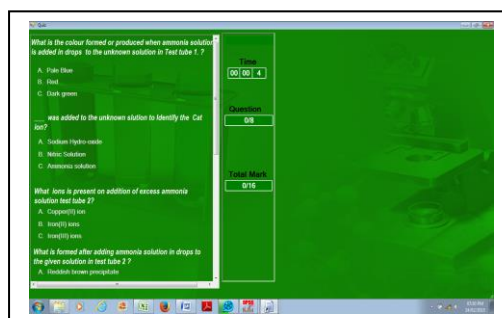 Quiz
What is the colour formed or produced when ammonia solution
is added in drops to the unknown solution in Test tube 1. ?
A. Pale Blue
B. Red
C. Dark green
___ was added to the unknown slution to Identify the Cat
ion?
A. Sodium Hydro-oxide
B. Nitric Solution
C. Ammonia solution
What ions is present on addition of excess ammonia
solution test tube 2?
A. Copper(II) ion
B. Iron(II) ions
C. Iron(III) ions
What is formed after adding ammonia solution in drops to
the given solution in test tube 2 ?
A. Reddish brown precipitate
Time
00 00 4
Question
0/8
Total Mark
0/16